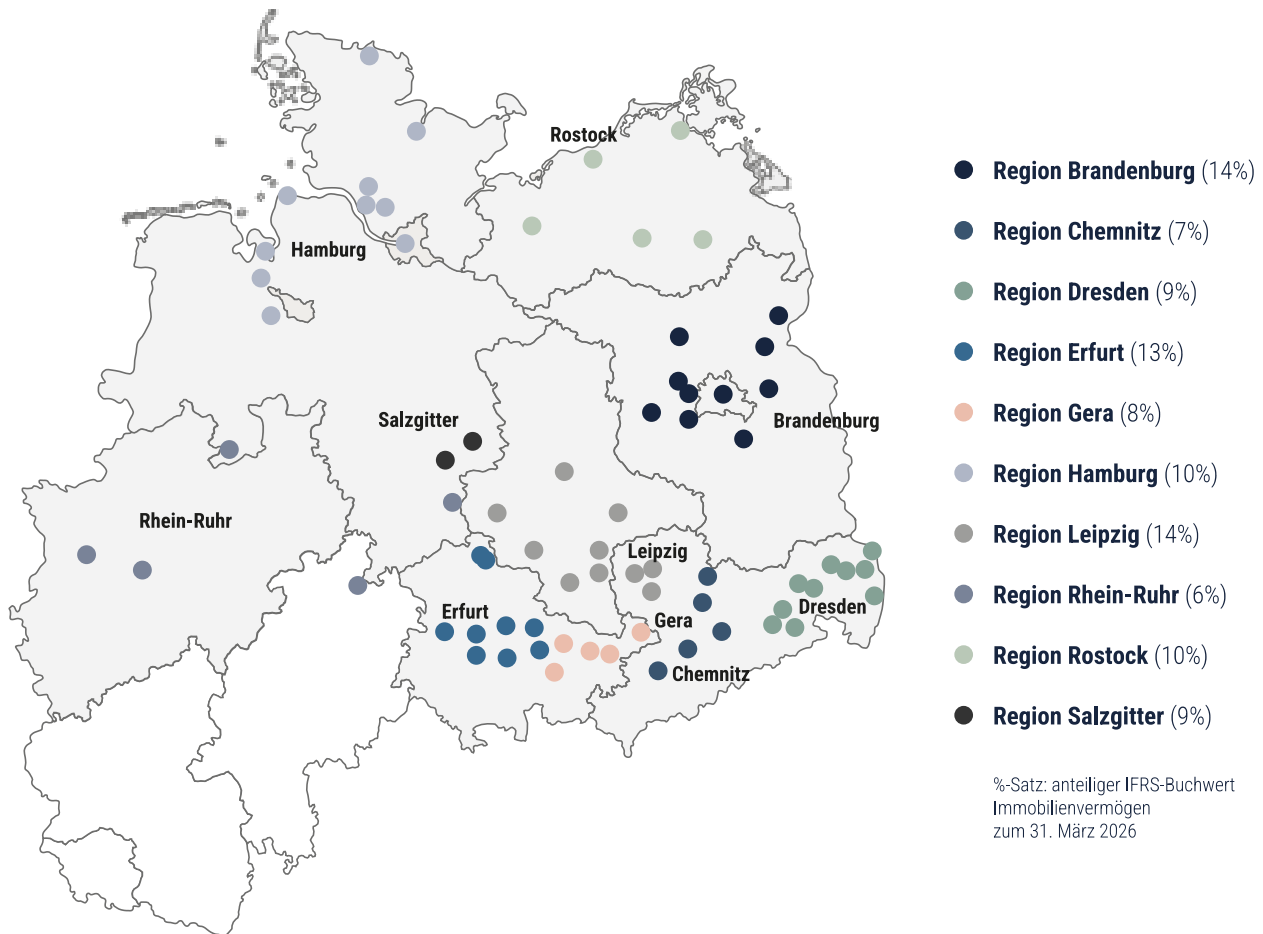 Rostock
Hamburg
Salzgitter
Brandenburg
Rhein-Ruhr
Leipzig
Erfurt
Dresden
Gera
Chemnitz
Region Brandenburg (14%)
Region Chemnitz (7%)
Region Dresden (9%)
Region Erfurt (13%)
Region Gera (8%)
Region Hamburg (10%)
Region Leipzig (14%)
Region Rhein-Ruhr (6%)
Region Rostock (10%)
Region Salzgitter (9%)
%-Satz: anteiliger IFRS-Buchwert
Immobilienvermögen
zum 31. März 2026